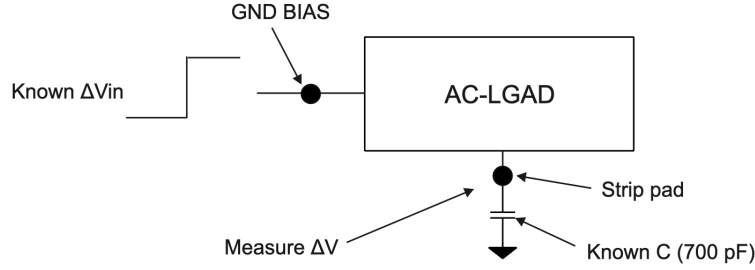 GND BIAS
Known ΔVin
AC-LGAD
Strip pad
Measure ΔV
Known C (700 pF)